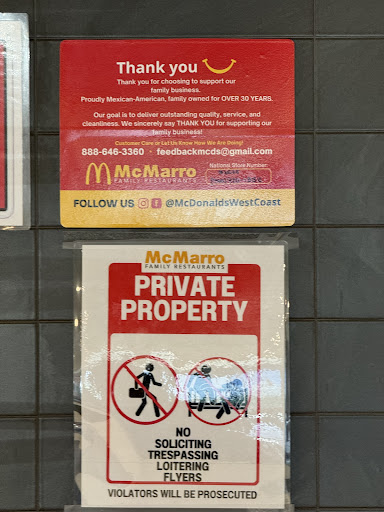 Thank you
Thank you for choosing to support our
family business.
Proudly Mexican-American, family owned for OVER 30 YEARS.
Our goal is to deliver outstanding quality, service, and
cleanliness. We sincerely say THANK YOU for supporting our
family business!
Customer Care or Let Us Know How We Are Doing!
888-646-3360 · feedbackmcds@gmail.com
McMarro
FAMILY RESTAURANTS
National Store Number:
FOLLOW US @McDonaldsWestCoast
McMarro
FAMILY RESTAURANTS
PRIVATE
PROPERTY
NO
SOLICITING
TRESPASSING
LOITERING
FLYERS
VIOLATORS WILL BE PROSECUTED